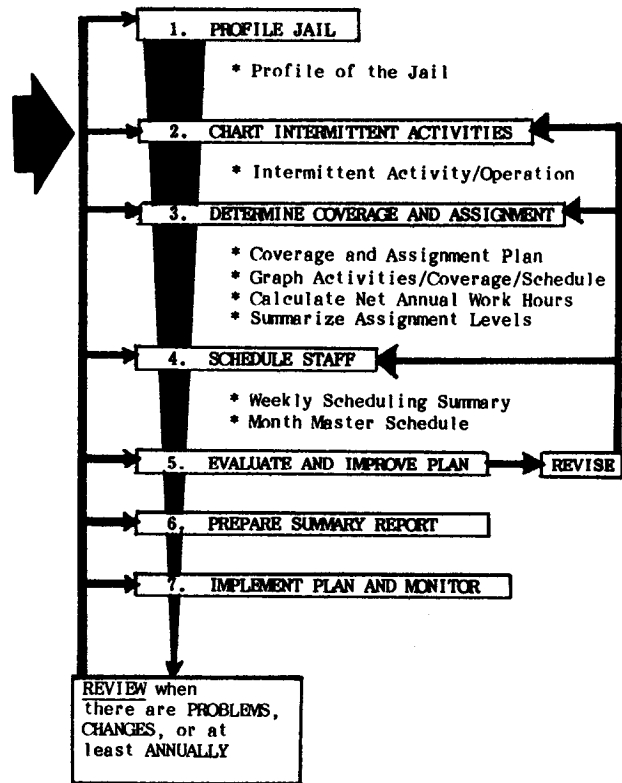 1. PROFILE JAIL
* Profile of the Jail
2. CHART INTERMITTENT ACTIVITIES
* Intermittent Activity/Operation
3. DETERMINE COVERAGE AND ASSIGNMENT
* Coverage and Assignment Plan
* Graph Activities/Coverage/Schedule
* Calculate Net Annual Work Hours
* Summarize Assignment Levels
4. SCHEDULE STAFF
* Weekly Scheduling Summary
* Month Master Schedule
5. EVALUATE AND IMPROVE PLAN
REVISE
6. PREPARE SUMMARY REPORT
7. IMPLEMENT PLAN AND MONITOR
REVIEW when
there are PROBLEMS,
CHANGES, or at
least ANNUALLY